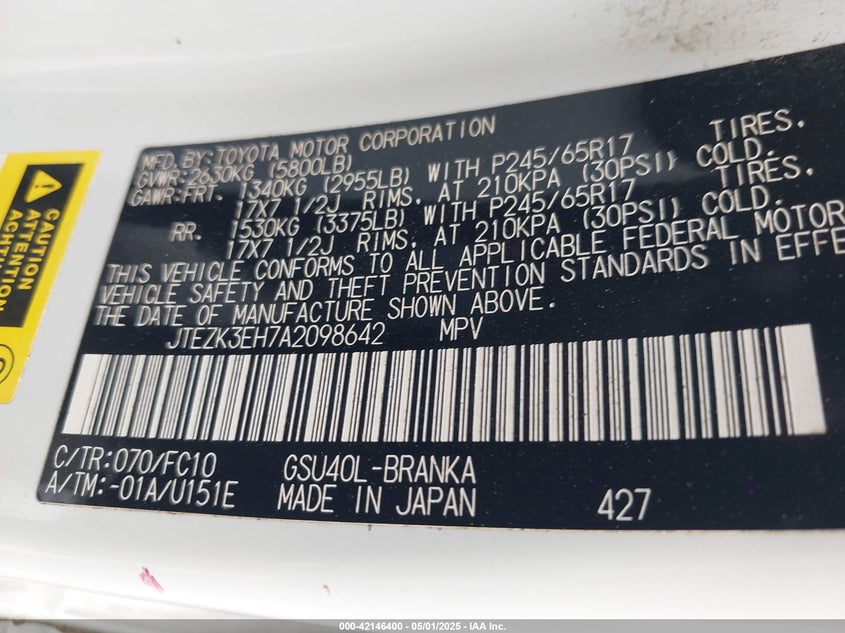 MFD. BY: TOYOTA MOTOR CORPORATION
GVWR: 2630KG (5800LB)
GAWR: FRT. 1340KG (2955LB) WITH P245/65R17 TIRES,
17X7 1/2J RIMS, AT 210KPA (30PSI) COLD.
RR. 1530KG (3375LB) WITH P245/65R17 TIRES,
17X7 1/2J RIMS, AT 210KPA (30PSI) COLD.
THIS VEHICLE CONFORMS TO ALL APPLICABLE FEDERAL MOTOR
VEHICLE SAFETY AND THEFT PREVENTION STANDARDS IN EFFE
THE DATE OF MANUFACTURE SHOWN ABOVE.
JTEZK3EH7A2098642 MPV
C/TR: 070/FC10 GSU40L-BRANKA
A/TM: -01A/U151E MADE IN JAPAN 427
CAUTION
ATTENTION
ACHTUN
000-42146400 - 05/01/2025 - IAA Inc.